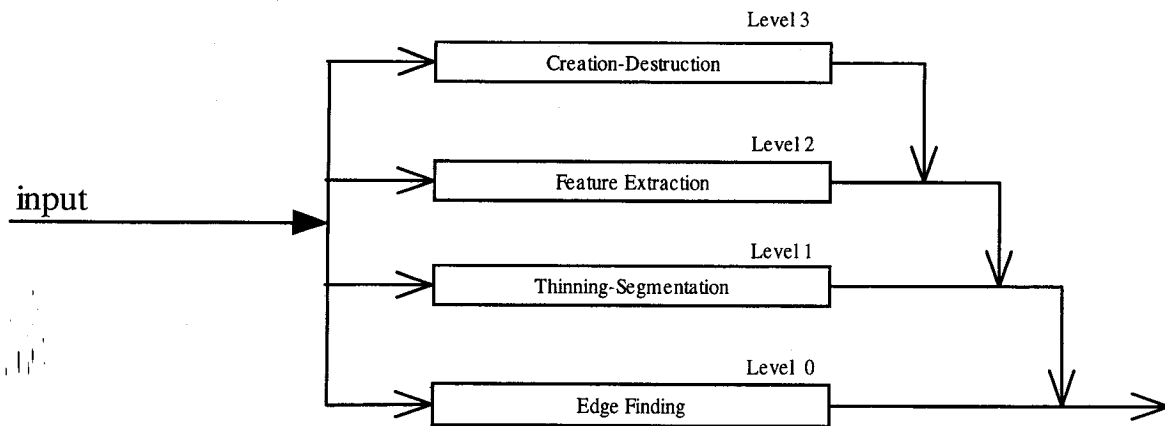 Level 3
Creation-Destruction
Level 2
Feature Extraction
input
Level 1
Thinning-Segmentation
Level 0
Edge Finding